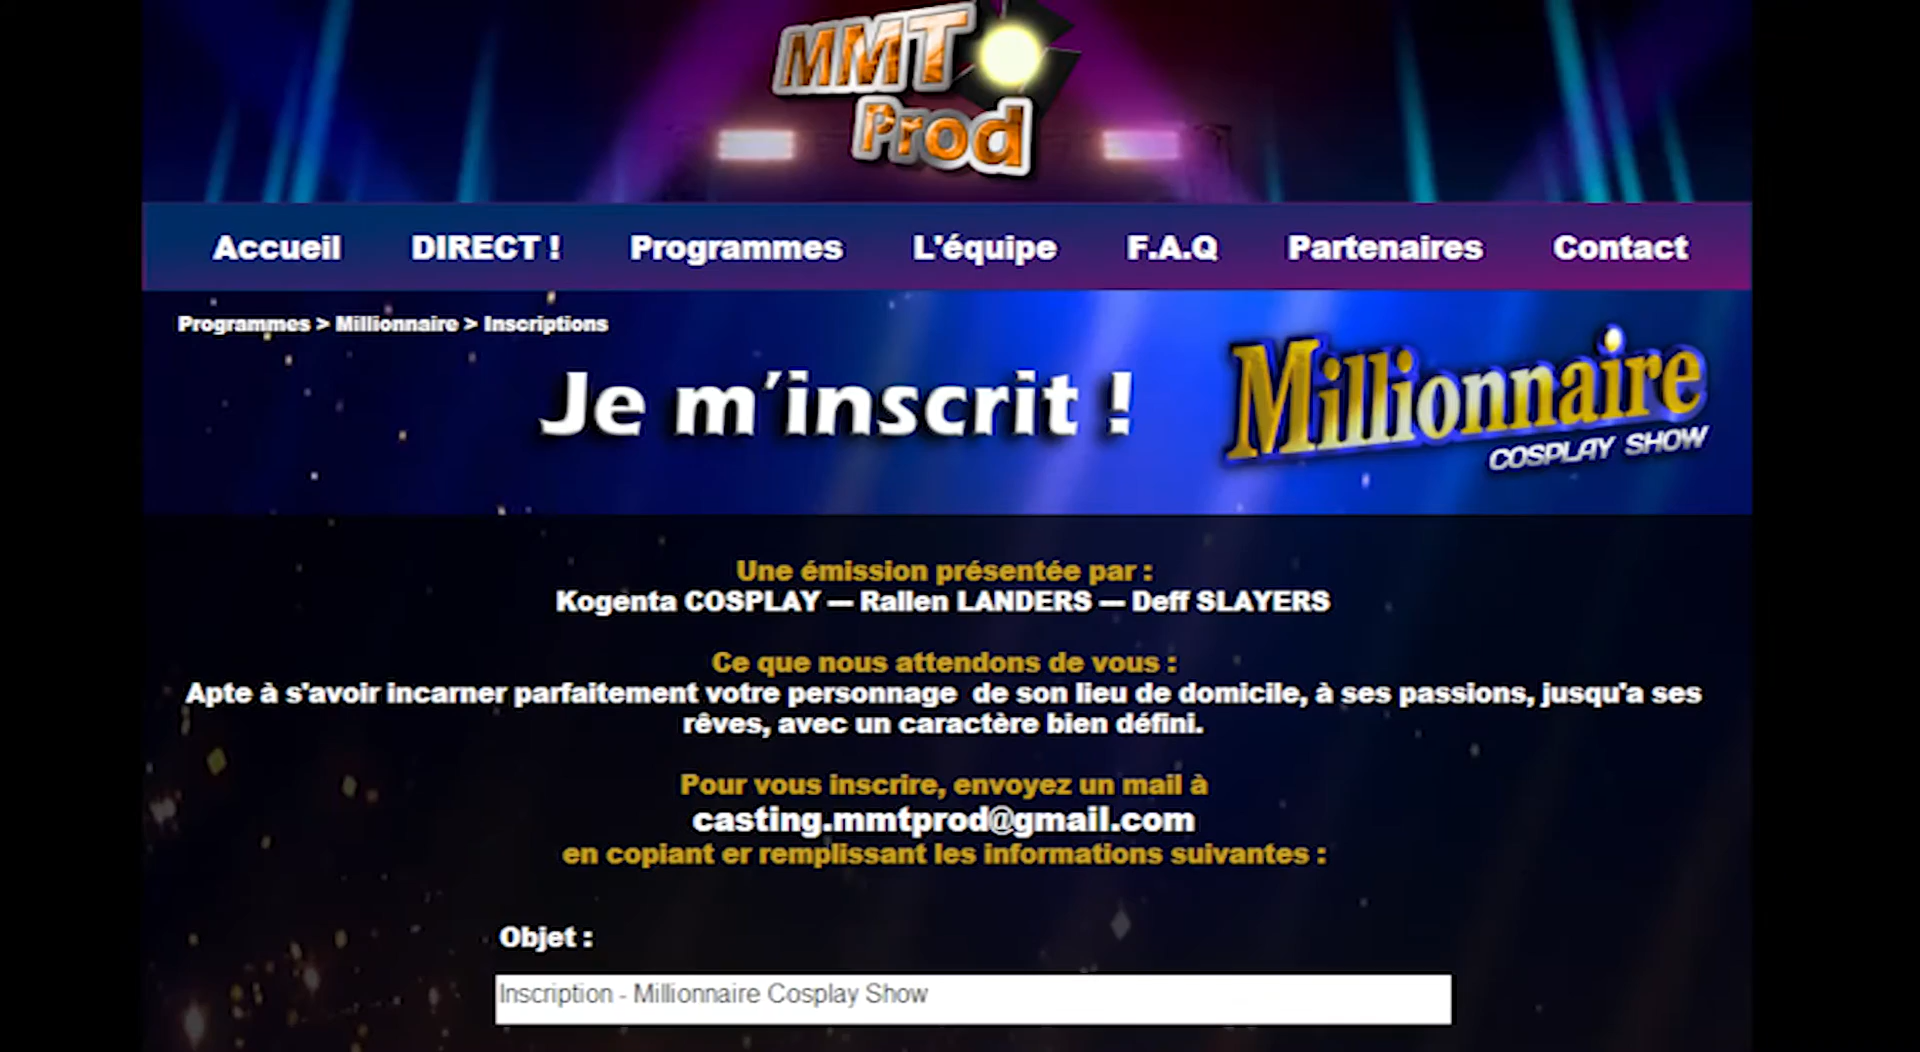 MMT
Prod
Accueil DIRECT ! Programmes L'équipe F.A.Q Partenaires Contact
Programmes > Millionnaire > Inscriptions
Je m'inscrit !
Millionnaire
COSPLAY SHOW
Une émission présentée par :
Kogenta COSPLAY — Rallen LANDERS — Deff SLAYERS
Ce que nous attendons de vous :
Apte à s'avoir incarner parfaitement votre personnage de son lieu de domicile, à ses passions, jusqu'a ses
rêves, avec un caractère bien défini.
Pour vous inscrire, envoyez un mail à
casting.mmtprod@gmail.com
en copiant er remplissant les informations suivantes :
Objet :
Inscription - Millionnaire Cosplay Show